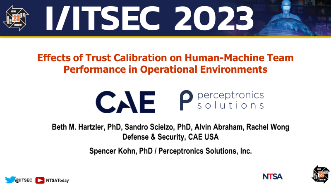 I/ITSEC 2023
Effects of Trust Calibration on Human-Machine Team
Performance in Operational Environments
CAE
perceptronics
solutions
Beth M. Hartzler, PhD, Sandro Scielzo, PhD, Alvin Abraham, Rachel Wong
Defense & Security, CAE USA
Spencer Kohn, PhD / Perceptronics Solutions, Inc.
@IITSEC
NTSAToday
NTSA